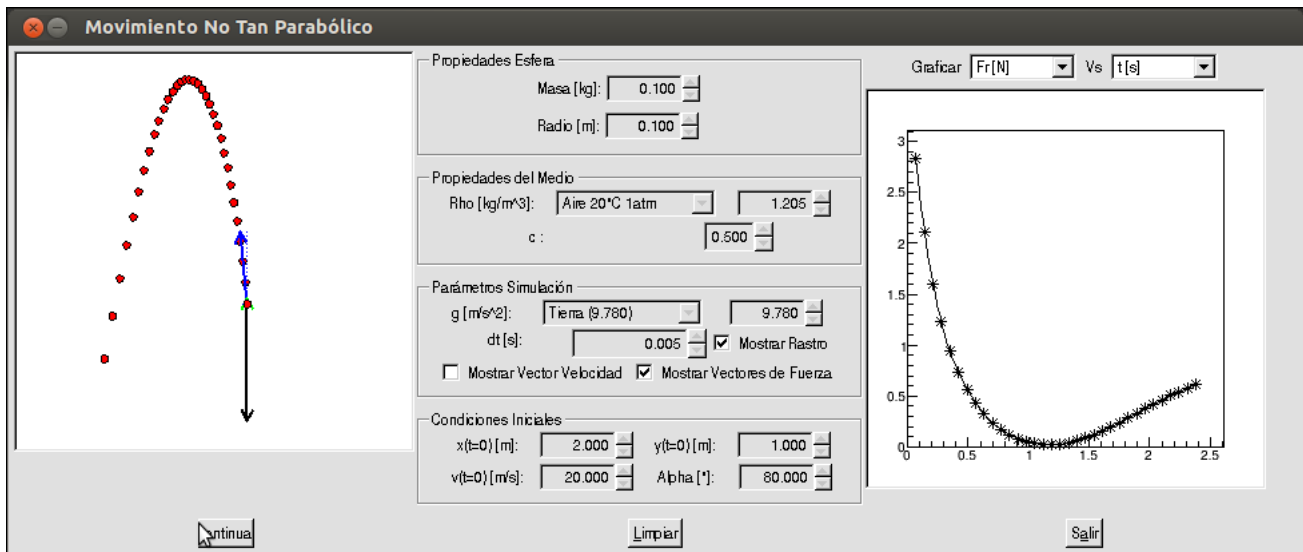 Movimiento No Tan Parabólico
Propiedades Esfera
Masa [kg]: 0.100
Radio [m]: 0.100
Propiedades del Medio
Rho [kg/m^3]: Aire 20°C 1atm 1.205
c : 0.500
Parámetros Simulación
g [m/s^2]: Tierra (9.780) 9.780
dt [s]: 0.005 Mostrar Rastro
Mostrar Vector Velocidad Mostrar Vectores de Fuerza
Condiciones Iniciales
x(t=0) [m]: 2.000 y(t=0) [m]: 1.000
v(t=0) [m/s]: 20.000 Alpha [°]: 80.000
Graficar Fr[N] Vs t[s]
3
2.5
2
1.5
1
0.5
0
0 0.5 1 1.5 2 2.5
ntinua
Limpiar
Salir